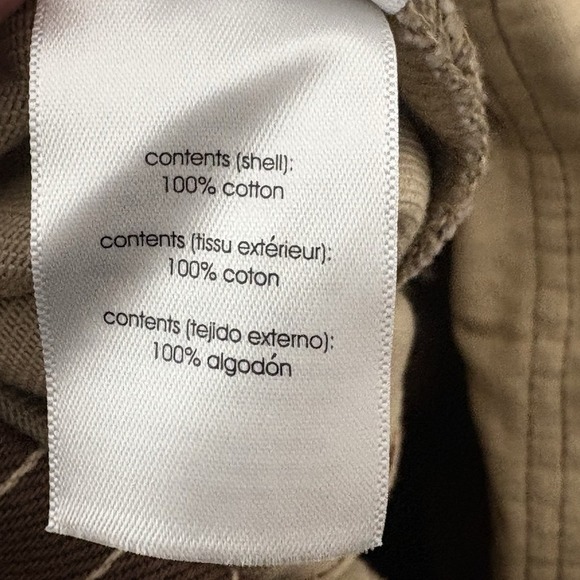 contents (shell):
100% cotton
contents (tissu extérieur):
100% coton
contents (tejido externo):
100% algodón